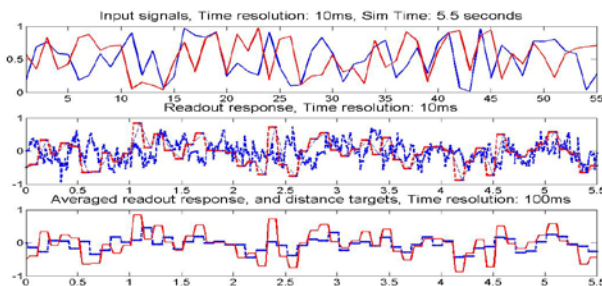 Input signals, Time resolution: 10ms, Sim Time: 5.5 seconds
1
0.5
0
5 10 15 20 25 30 35 40 45 50 55
Readout response, Time resolution: 10ms
1
0
-1
0 0.5 1 1.5 2 2.5 3 3.5 4 4.5 5 5.5
Averaged readout response, and distance targets, Time resolution: 100ms
1
0
-1
0 0.5 1 1.5 2 2.5 3 3.5 4 4.5 5 5.5